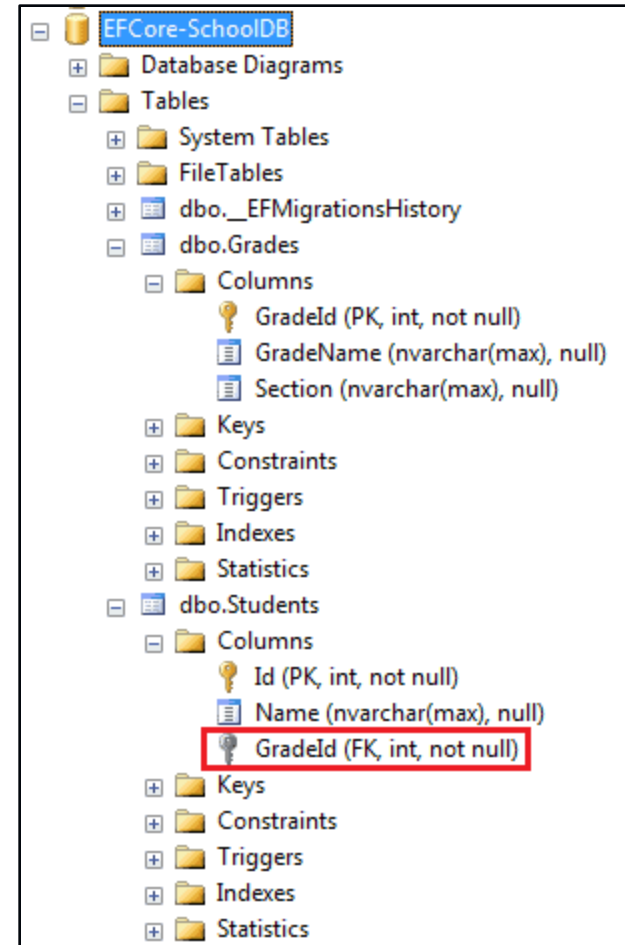 EFCore-SchoolDB
Database Diagrams
Tables
System Tables
FileTables
dbo.__EFMigrationsHistory
dbo.Grades
Columns
GradeId (PK, int, not null)
GradeName (nvarchar(max), null)
Section (nvarchar(max), null)
Keys
Constraints
Triggers
Indexes
Statistics
dbo.Students
Columns
Id (PK, int, not null)
Name (nvarchar(max), null)
GradeId (FK, int, not null)
Keys
Constraints
Triggers
Indexes
Statistics